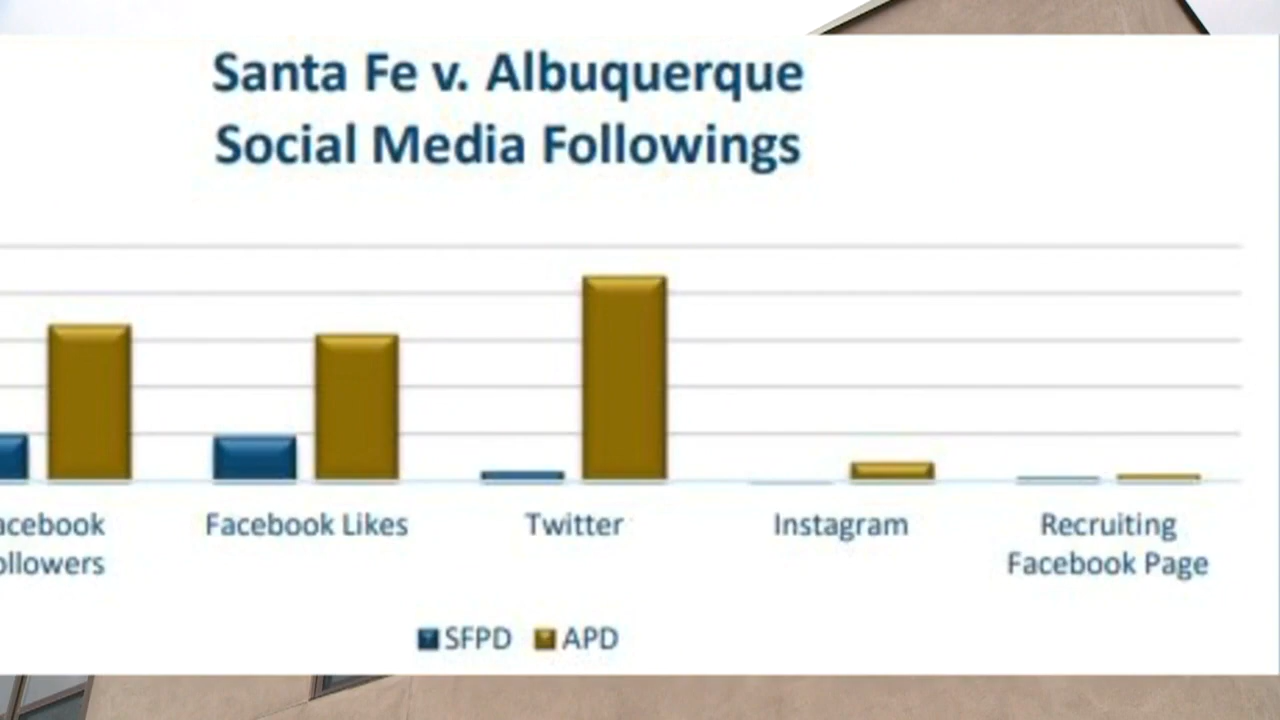 Santa Fe v. Albuquerque
Social Media Followings
acebook
ollowers
Facebook Likes
Twitter
Instagram
Recruiting
Facebook Page
SFPD
APD